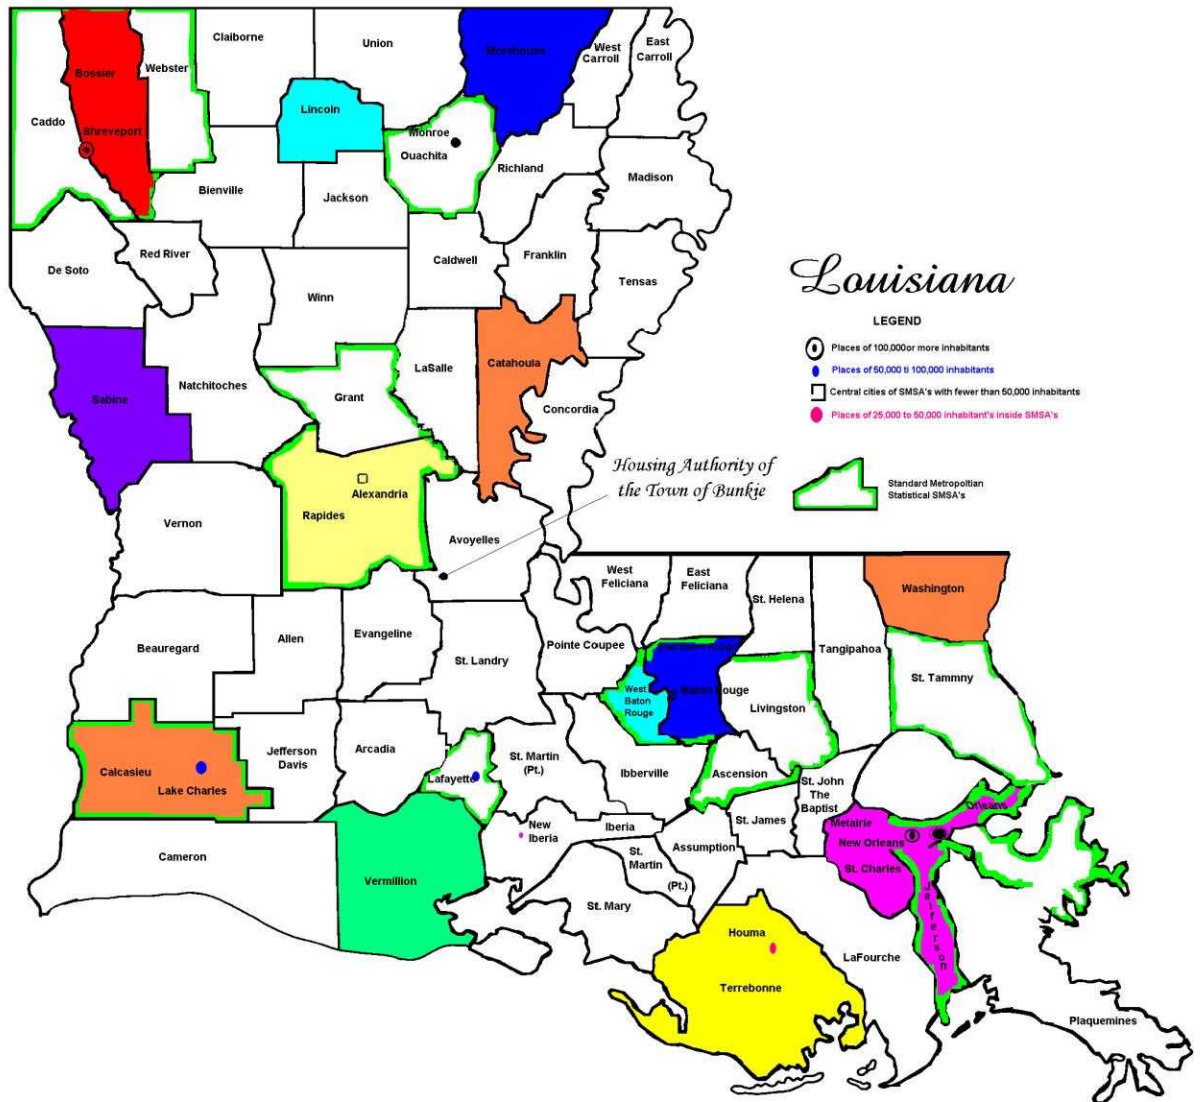 Claiborne
Union
Morehouse
West
Carroll
East
Carroll
Bossier
Webster
Lincoln
Caddo
Shreveport
Monroe
Ouachita
Richland
Madison
Bienville
Jackson
Red River
De Soto
Caldwell
Franklin
Tensas
Winn
Louisiana
LEGEND
Places of 100,000or more inhabitants
Places of 50,000 ti 100,000 inhabitants
Central cities of SMSA's with fewer than 50,000 inhabitants
Places of 25,000 to 50,000 inhabitant's inside SMSA's
Standard Metropoltian
Statistical SMSA's
LaSalle
Catahoula
Natchitoches
Sabine
Grant
Concordia
Housing Authority of
the Town of Bunkie
Alexandria
Rapides
Vernon
Avoyelles
West
Feliciana
East
Feliciana
St. Helena
Washington
Beauregard
Allen
Evangeline
St. Landry
Pointe Coupee
Tangipahoa
St. Tammny
West
Baton
Rouge
Baton Rouge
Livingston
Calcasieu
Lake Charles
Jefferson
Davis
Arcadia
Lafayette
St. Martin
(Pt.)
Ibberville
Ascension
St. John
The
Baptist
Orleans
Metairie
New Orleans
St. Charles
Jefferson
New
Iberia
Iberia
St. James
Assumption
St.
Martin
(Pt.)
Cameron
Vermillion
St. Mary
Houma
Terrebonne
LaFourche
Plaquemines